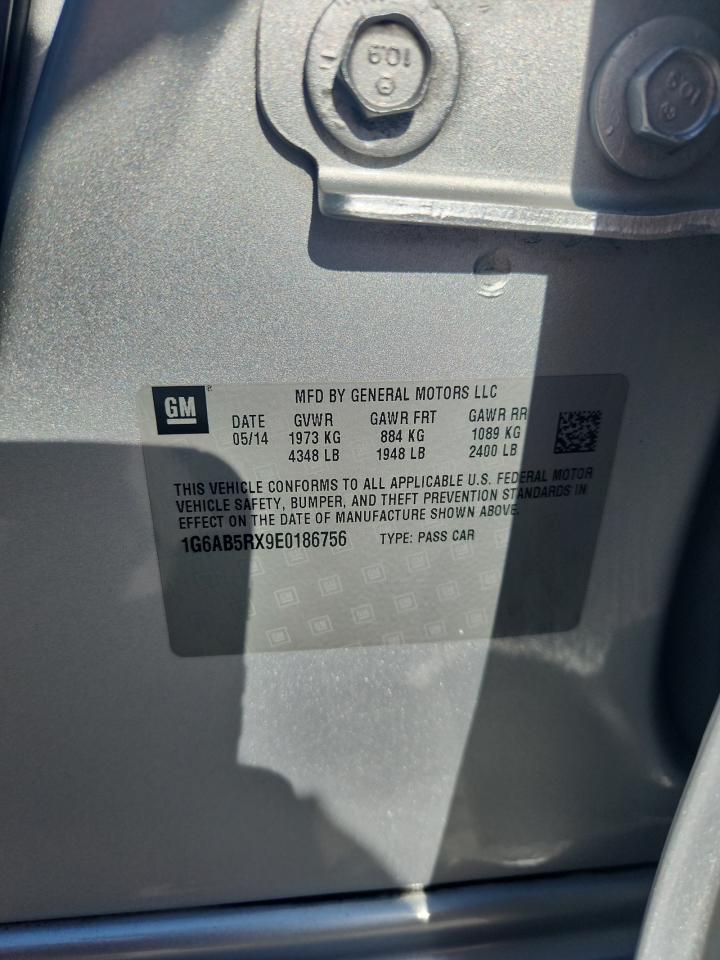 10.9
10.9
GM
MFD BY GENERAL MOTORS LLC
DATE GVWR GAWR FRT GAWR RR
05/14 1973 KG 884 KG 1089 KG
4348 LB 1948 LB 2400 LB
THIS VEHICLE CONFORMS TO ALL APPLICABLE U.S. FEDERAL MOTOR
VEHICLE SAFETY, BUMPER, AND THEFT PREVENTION STANDARDS IN
EFFECT ON THE DATE OF MANUFACTURE SHOWN ABOVE.
1G6AB5RX9E0186756 TYPE: PASS CAR